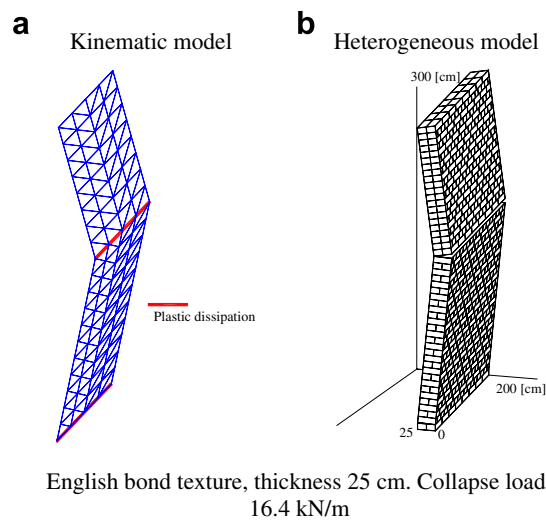 a
Kinematic model
b
Heterogeneous model
300 [cm]
Plastic dissipation
200 [cm]
25
0
English bond texture, thickness 25 cm. Collapse load
16.4 kN/m